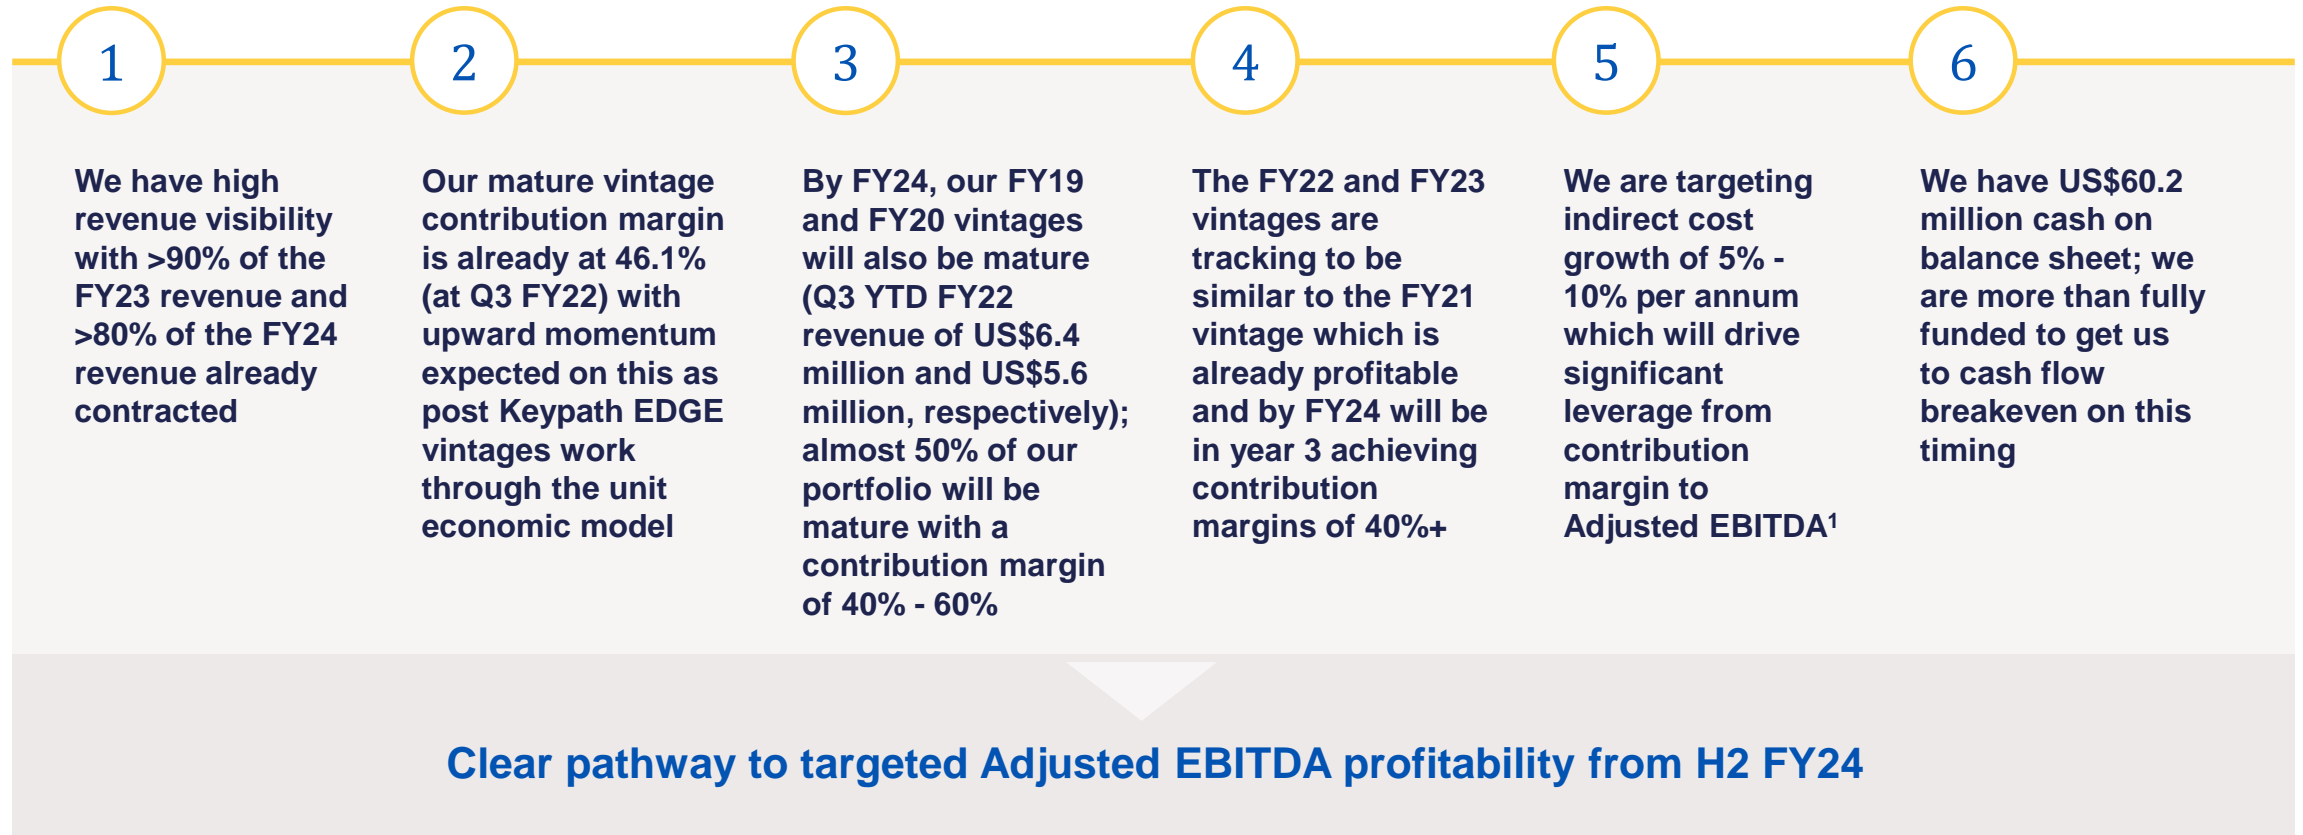 1
We have high
revenue visibility
with >90% of the
FY23 revenue and
>80% of the FY24
revenue already
contracted
2
Our mature vintage
contribution margin
is already at 46.1%
(at Q3 FY22) with
upward momentum
expected on this as
post Keypath EDGE
vintages work
through the unit
economic model
3
By FY24, our FY19
and FY20 vintages
will also be mature
(Q3 YTD FY22
revenue of US$6.4
million and US$5.6
million, respectively);
almost 50% of our
portfolio will be
mature with a
contribution margin
of 40% - 60%
4
The FY22 and FY23
vintages are
tracking to be
similar to the FY21
vintage which is
already profitable
and by FY24 will be
in year 3 achieving
contribution
margins of 40%+
5
We are targeting
indirect cost
growth of 5% -
10% per annum
which will drive
significant
leverage from
contribution
margin to
Adjusted EBITDA¹
6
We have US$60.2
million cash on
balance sheet; we
are more than fully
funded to get us
to cash flow
breakeven on this
timing
Clear pathway to targeted Adjusted EBITDA profitability from H2 FY24